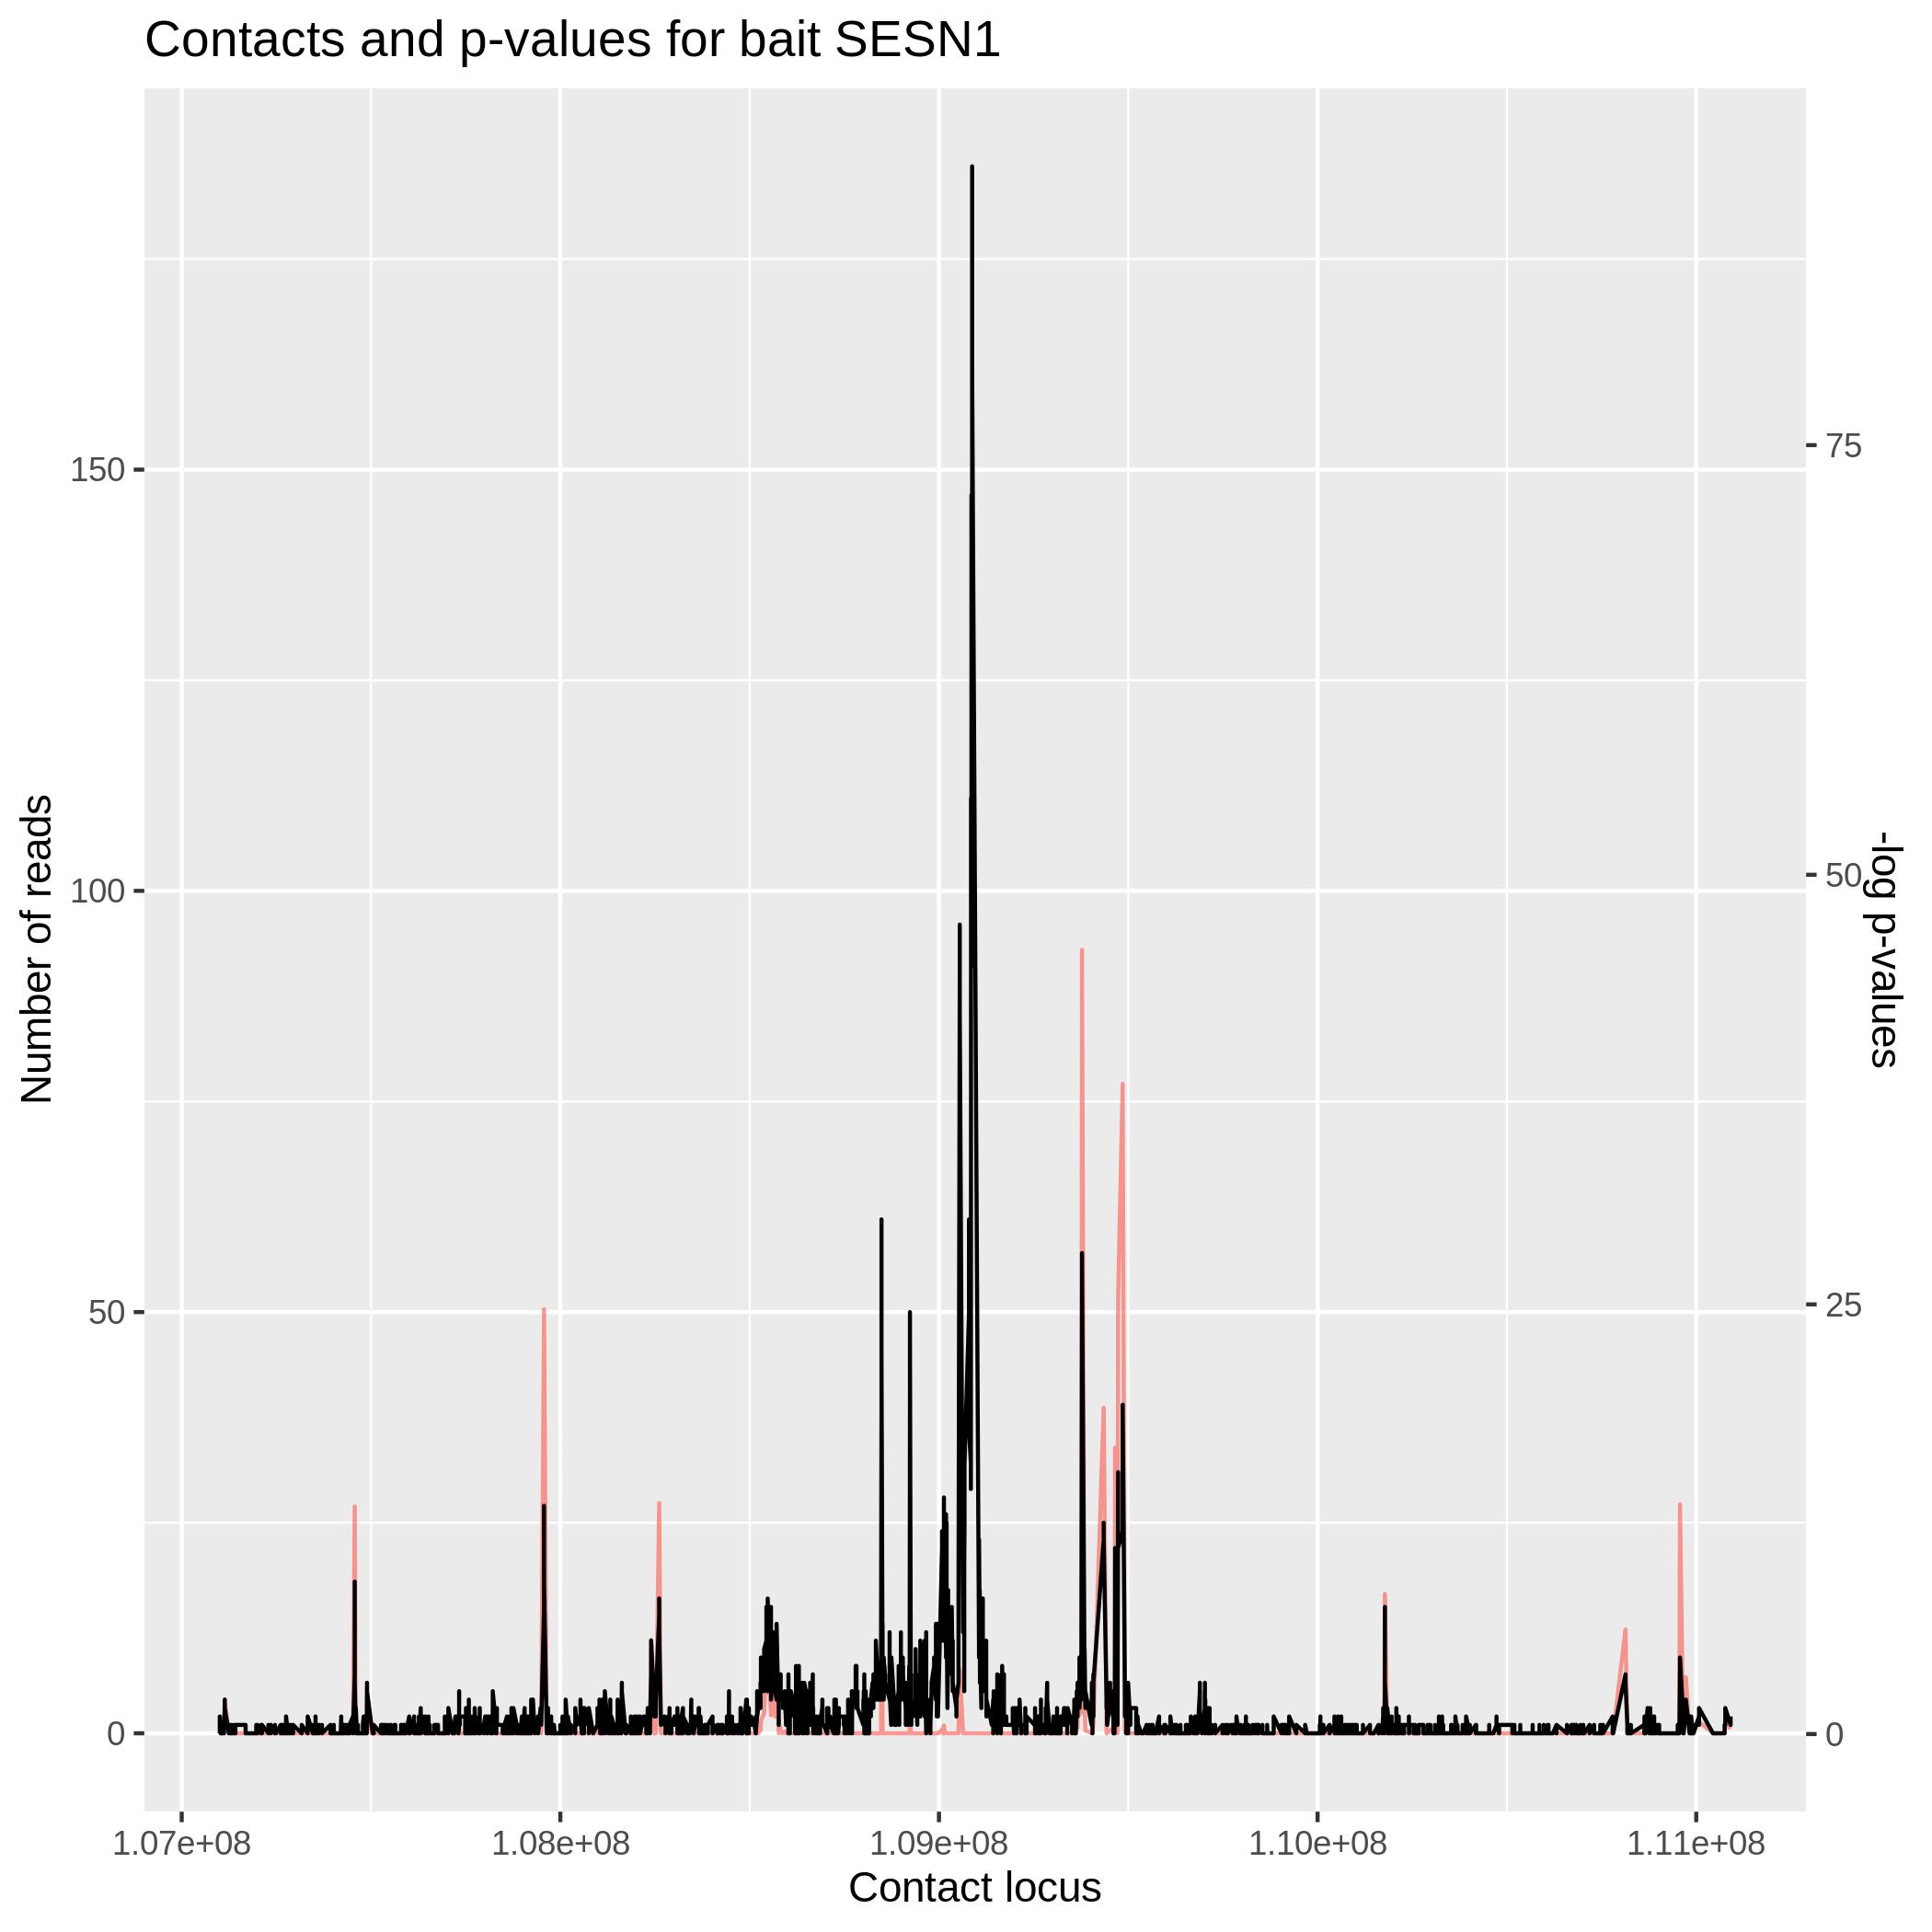 Contacts and p-values for bait SESN1
150
100
50
0
Number of reads
75
50
25
0
-log p-values
1.07e+08
1.08e+08
1.09e+08
1.10e+08
1.11e+08
Contact locus